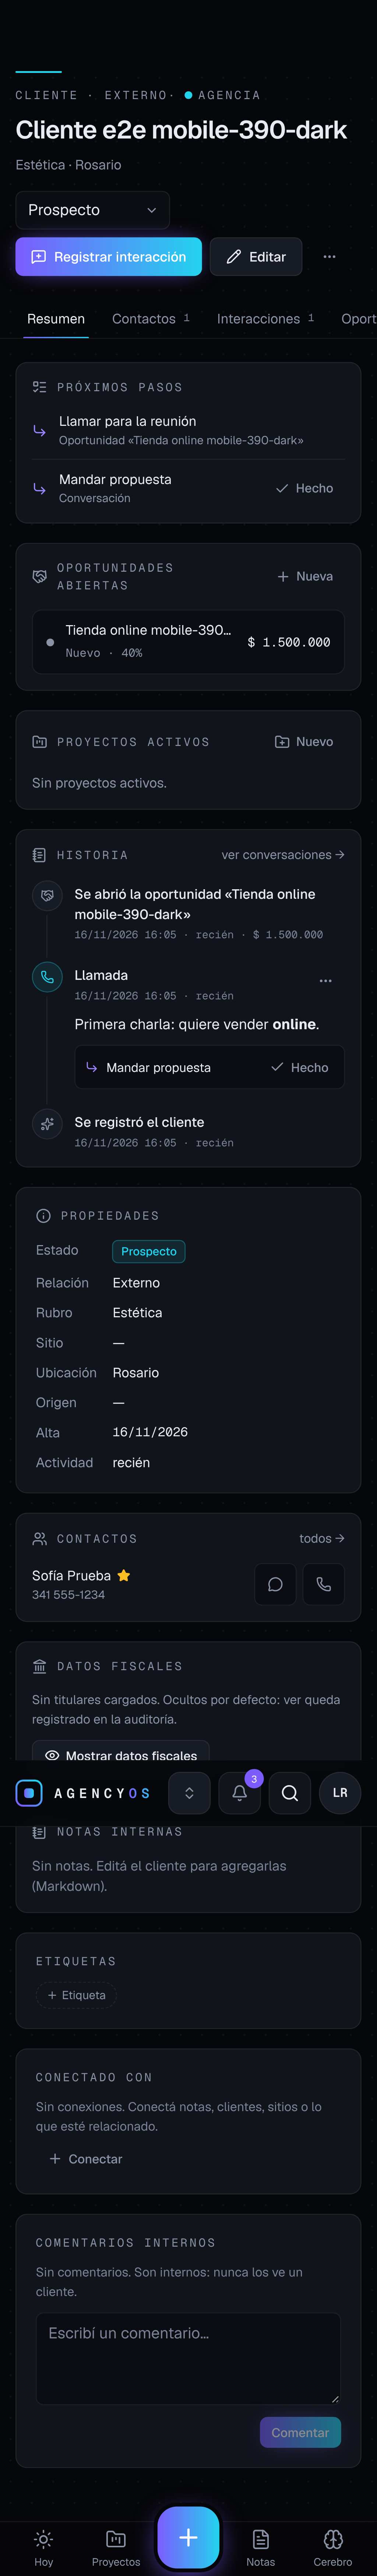 CLIENTE · EXTERNO· AGENCIA
Cliente e2e mobile-390-dark
Estética · Rosario
Prospecto
Registrar interacción
Editar
Resumen
Contactos 1
Interacciones 1
Oport
PRÓXIMOS PASOS
Llamar para la reunión
Oportunidad «Tienda online mobile-390-dark»
Mandar propuesta
Conversación
Hecho
OPORTUNIDADES
ABIERTAS
Nueva
Tienda online mobile-390…
Nuevo · 40%
$ 1.500.000
PROYECTOS ACTIVOS
Nuevo
Sin proyectos activos.
HISTORIA
ver conversaciones →
Se abrió la oportunidad «Tienda online
mobile-390-dark»
16/11/2026 16:05 · recién · $ 1.500.000
Llamada
16/11/2026 16:05 · recién
Primera charla: quiere vender online.
Mandar propuesta
Hecho
Se registró el cliente
16/11/2026 16:05 · recién
PROPIEDADES
Estado Prospecto
Relación Externo
Rubro Estética
Sitio —
Ubicación Rosario
Origen —
Alta 16/11/2026
Actividad recién
CONTACTOS
todos →
Sofía Prueba
341 555-1234
DATOS FISCALES
Sin titulares cargados. Ocultos por defecto: ver queda
registrado en la auditoría.
Mostrar datos fiscales
AGENCYOS
3
LR
NOTAS INTERNAS
Sin notas. Editá el cliente para agregarlas
(Markdown).
ETIQUETAS
+ Etiqueta
CONECTADO CON
Sin conexiones. Conectá notas, clientes, sitios o lo
que esté relacionado.
+ Conectar
COMENTARIOS INTERNOS
Sin comentarios. Son internos: nunca los ve un
cliente.
Escribí un comentario…
Comentar
Hoy
Proyectos
Notas
Cerebro